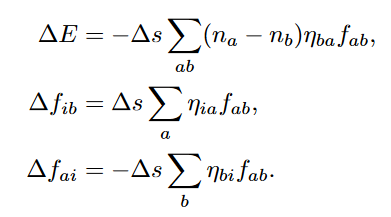 ΔE = −Δs ∑_{ab} (n_a − n_b)η_{ba} f_{ab},
Δf_{ib} = Δs ∑_{a} η_{ia} f_{ab},
Δf_{ai} = −Δs ∑_{b} η_{bi} f_{ab}.